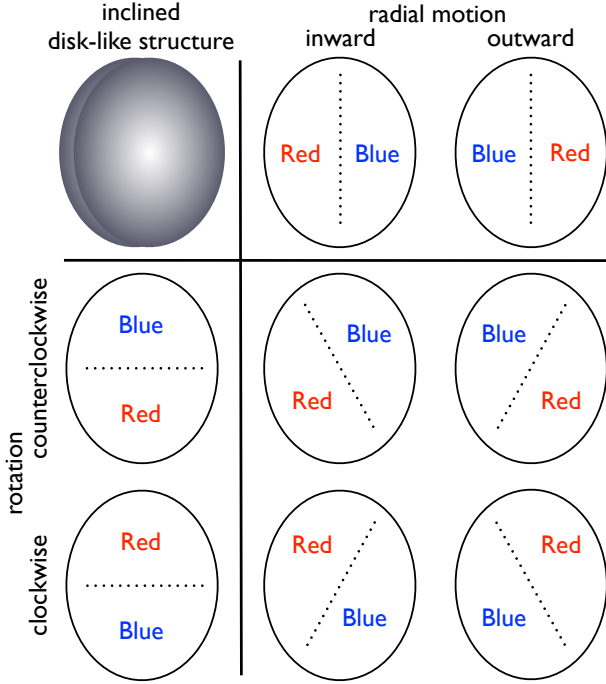 inclined
disk-like structure
radial motion
inward
outward
Red
Blue
Blue
Red
rotation
counterclockwise
Blue
Red
Blue
Red
Blue
Red
clockwise
Red
Blue
Red
Blue
Red
Blue